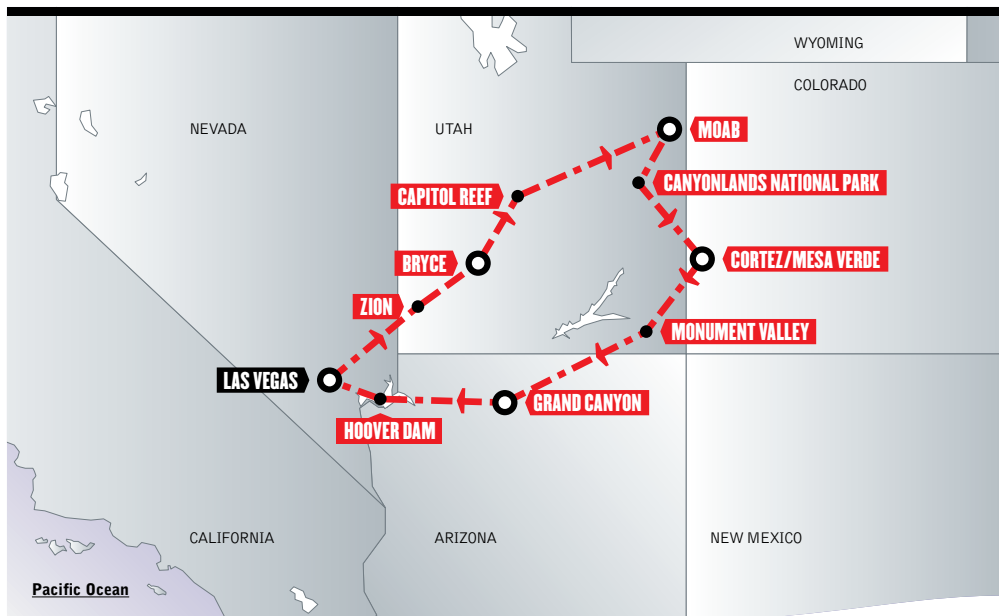 WYOMING
COLORADO
NEVADA
UTAH
MOAB
CANYONLANDS NATIONAL PARK
CAPITOL REEF
BRYCE
CORTEZ/MESA VERDE
ZION
MONUMENT VALLEY
LAS VEGAS
GRAND CANYON
HOOVER DAM
CALIFORNIA
ARIZONA
NEW MEXICO
Pacific Ocean